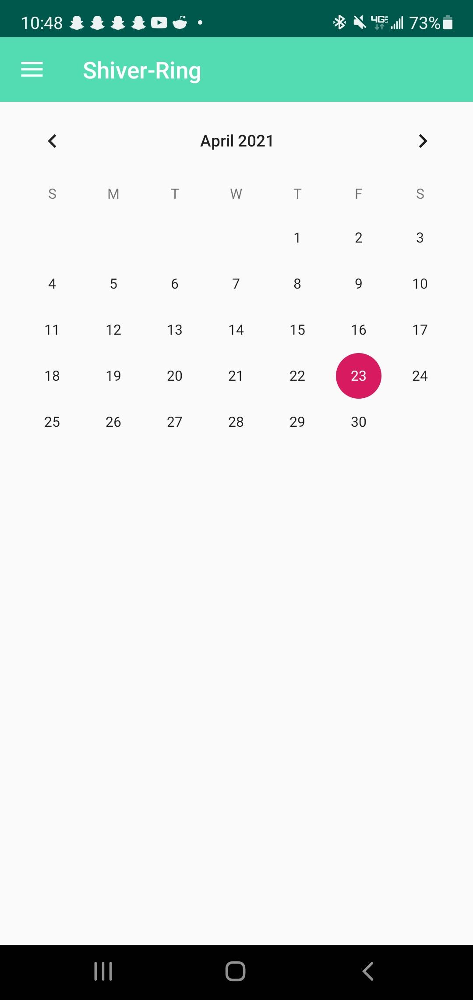 10:48 4G LTE 73%
Shiver-Ring
April 2021
S M T W T F S
1 2 3
4 5 6 7 8 9 10
11 12 13 14 15 16 17
18 19 20 21 22 23 24
25 26 27 28 29 30